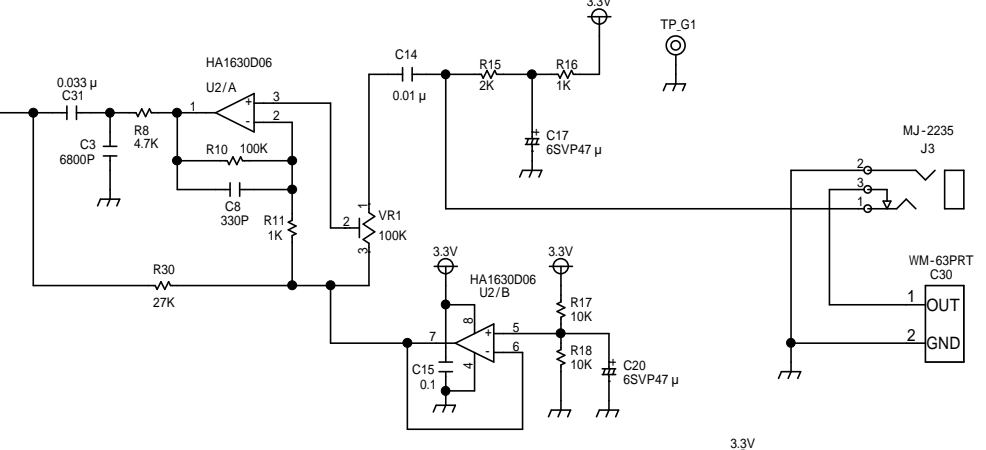 3.3V
TP_G1
C14
0.01 μ
R15
2K
R16
1K
HA1630D06
U2/A
0.033 μ
C31
1
+ 3
- 2
R8
4.7K
C3
6800P
R10 100K
C8
330P
R11
1K
C17
6SVP47 μ
+
MJ-2235
J3
2
3
1
1
2
3
VR1
100K
R30
27K
3.3V
3.3V
HA1630D06
U2/B
WM-63PRT
C30
1 OUT
2 GND
R17
10K
8
7
+ 5
- 6
4
C15
0.1
R18
10K
+
C20
6SVP47 μ
3.3V